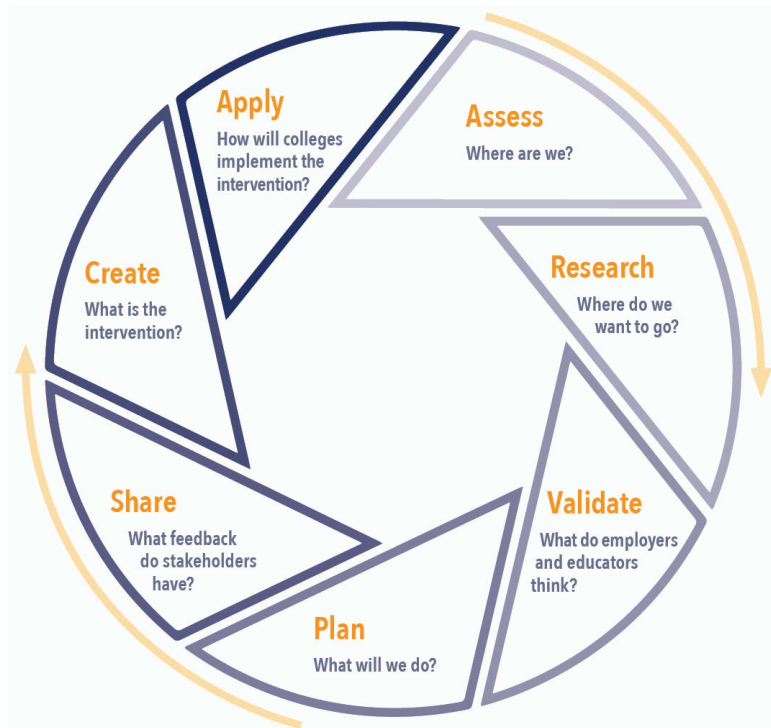 Apply
How will colleges
implement the
intervention?
Assess
Where are we?
Research
Where do we
want to go?
Validate
What do employers
and educators
think?
Plan
What will we do?
Share
What feedback
do stakeholders
have?
Create
What is the
intervention?